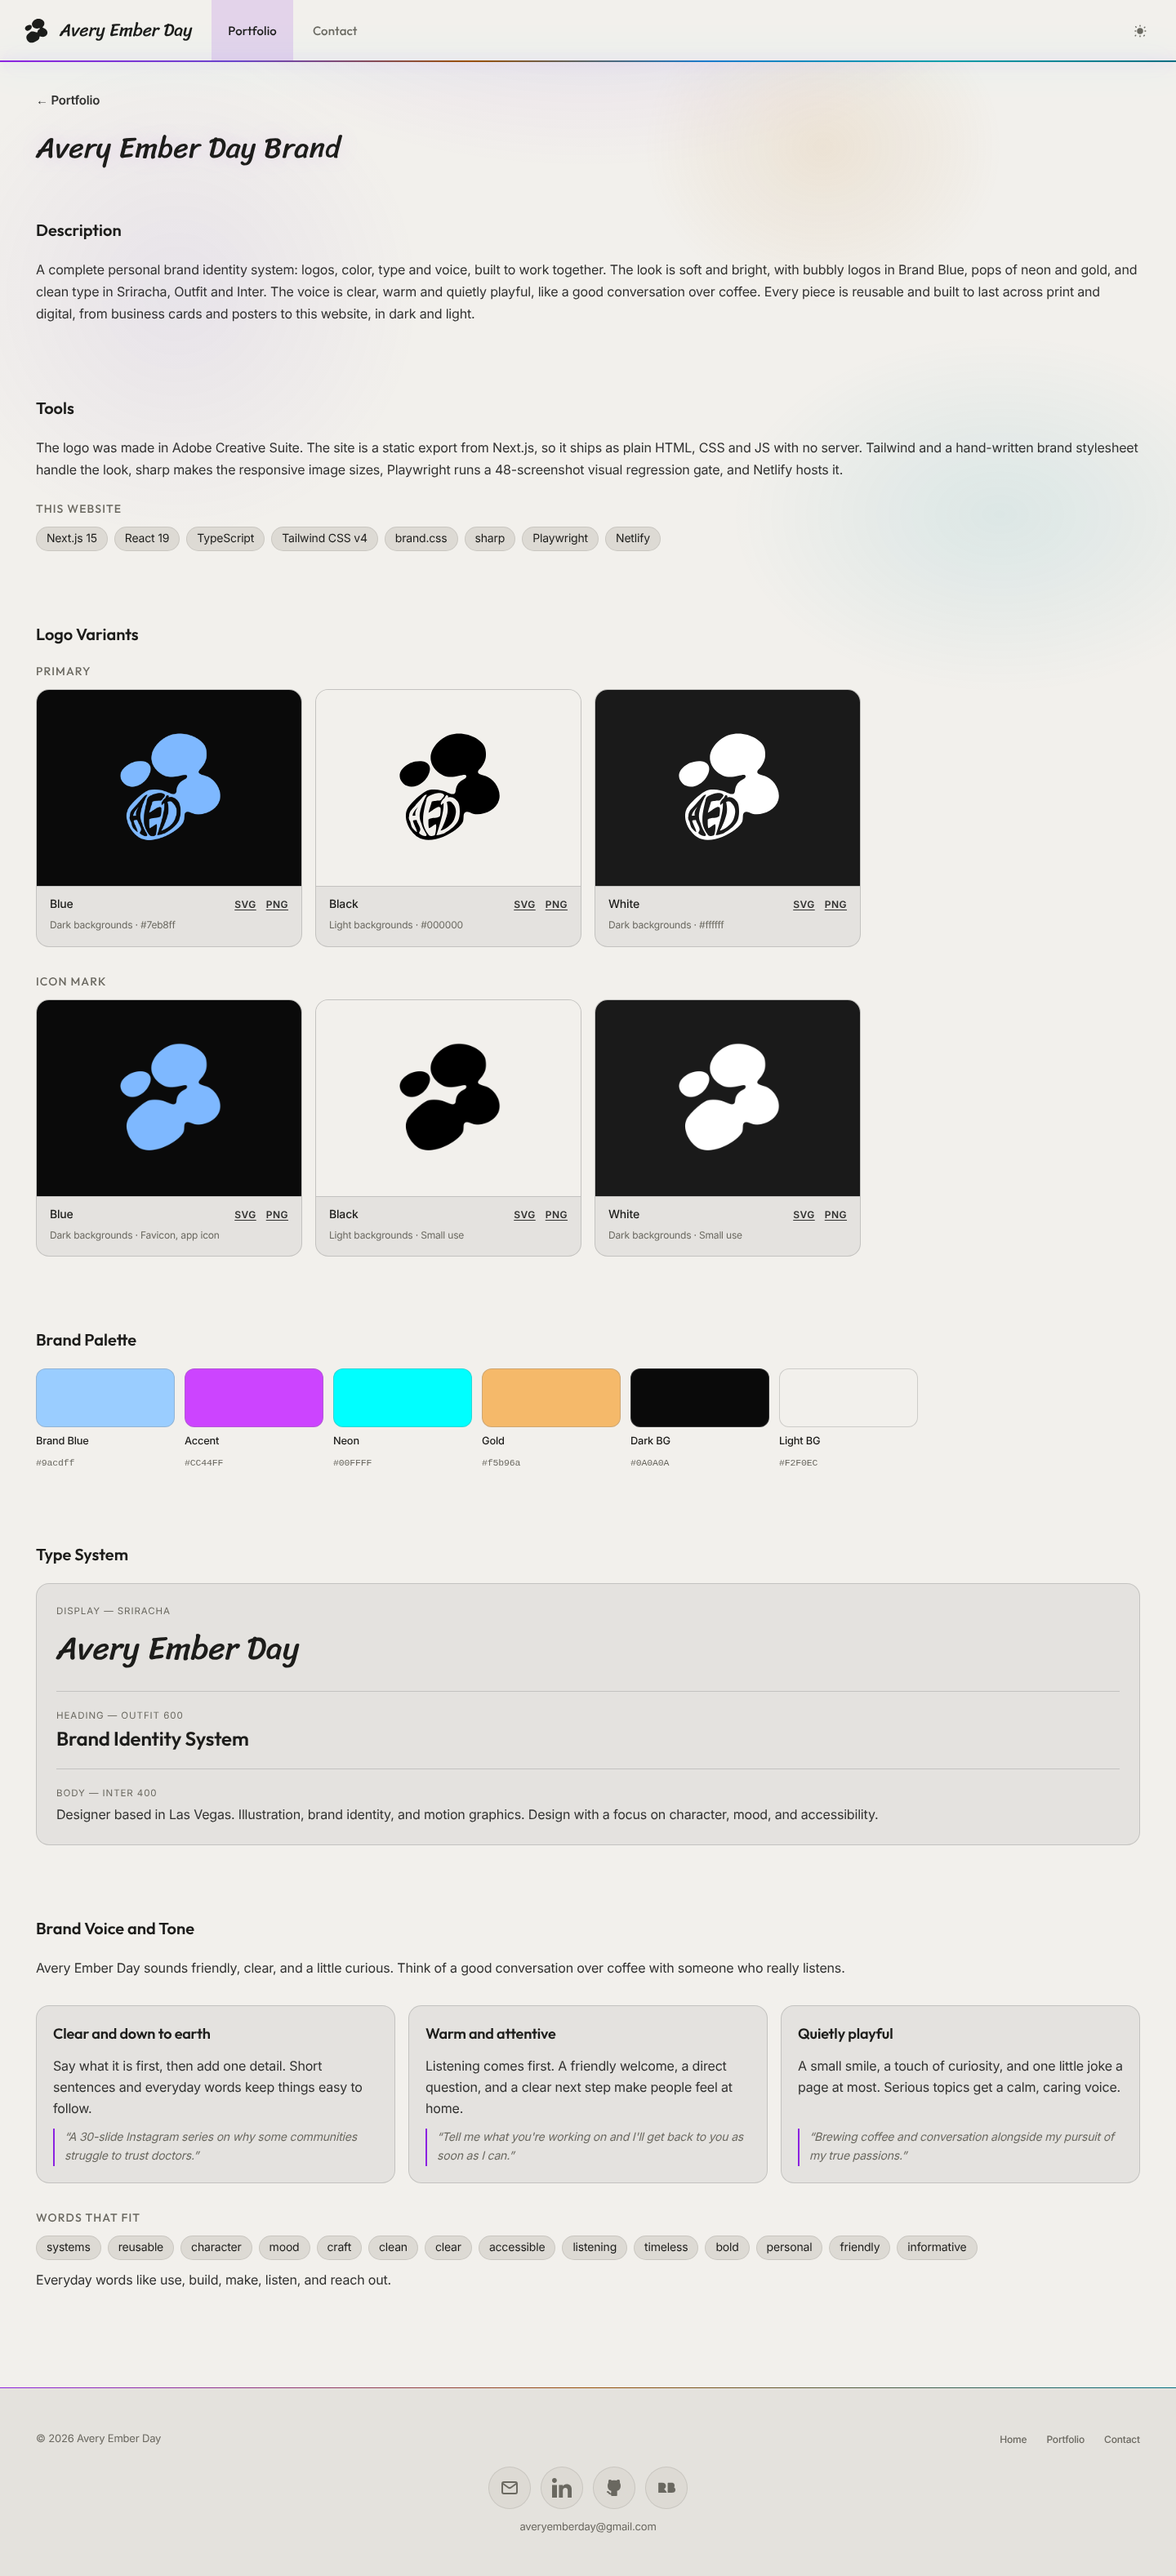 Avery Ember Day
Portfolio
Contact
← Portfolio
Avery Ember Day Brand
Description
A complete personal brand identity system: logos, color, type and voice, built to work together. The look is soft and bright, with bubbly logos in Brand Blue, pops of neon and gold, and
clean type in Sriracha, Outfit and Inter. The voice is clear, warm and quietly playful, like a good conversation over coffee. Every piece is reusable and built to last across print and
digital, from business cards and posters to this website, in dark and light.
Tools
The logo was made in Adobe Creative Suite. The site is a static export from Next.js, so it ships as plain HTML, CSS and JS with no server. Tailwind and a hand-written brand stylesheet
handle the look, sharp makes the responsive image sizes, Playwright runs a 48-screenshot visual regression gate, and Netlify hosts it.
THIS WEBSITE
Next.js 15 React 19 TypeScript Tailwind CSS v4 brand.css sharp Playwright Netlify
Logo Variants
PRIMARY
AED AED AED
Blue SVG PNG
Dark backgrounds · #7eb8ff
Black SVG PNG
Light backgrounds · #000000
White SVG PNG
Dark backgrounds · #ffffff
ICON MARK
Blue SVG PNG
Dark backgrounds · Favicon, app icon
Black SVG PNG
Light backgrounds · Small use
White SVG PNG
Dark backgrounds · Small use
Brand Palette
Brand Blue
#9acdff
Accent
#CC44FF
Neon
#00FFFF
Gold
#f5b96a
Dark BG
#0A0A0A
Light BG
#F2F0EC
Type System
DISPLAY — SRIRACHA
Avery Ember Day
HEADING — OUTFIT 600
Brand Identity System
BODY — INTER 400
Designer based in Las Vegas. Illustration, brand identity, and motion graphics. Design with a focus on character, mood, and accessibility.
Brand Voice and Tone
Avery Ember Day sounds friendly, clear, and a little curious. Think of a good conversation over coffee with someone who really listens.
Clear and down to earth
Say what it is first, then add one detail. Short
sentences and everyday words keep things easy to
follow.
“A 30-slide Instagram series on why some communities
struggle to trust doctors.”
Warm and attentive
Listening comes first. A friendly welcome, a direct
question, and a clear next step make people feel at
home.
“Tell me what you're working on and I'll get back to you as
soon as I can.”
Quietly playful
A small smile, a touch of curiosity, and one little joke a
page at most. Serious topics get a calm, caring voice.
“Brewing coffee and conversation alongside my pursuit of
my true passions.”
WORDS THAT FIT
systems reusable character mood craft clean clear accessible listening timeless bold personal friendly informative
Everyday words like use, build, make, listen, and reach out.
© 2026 Avery Ember Day
Home Portfolio Contact
in RB
averyemberday@gmail.com